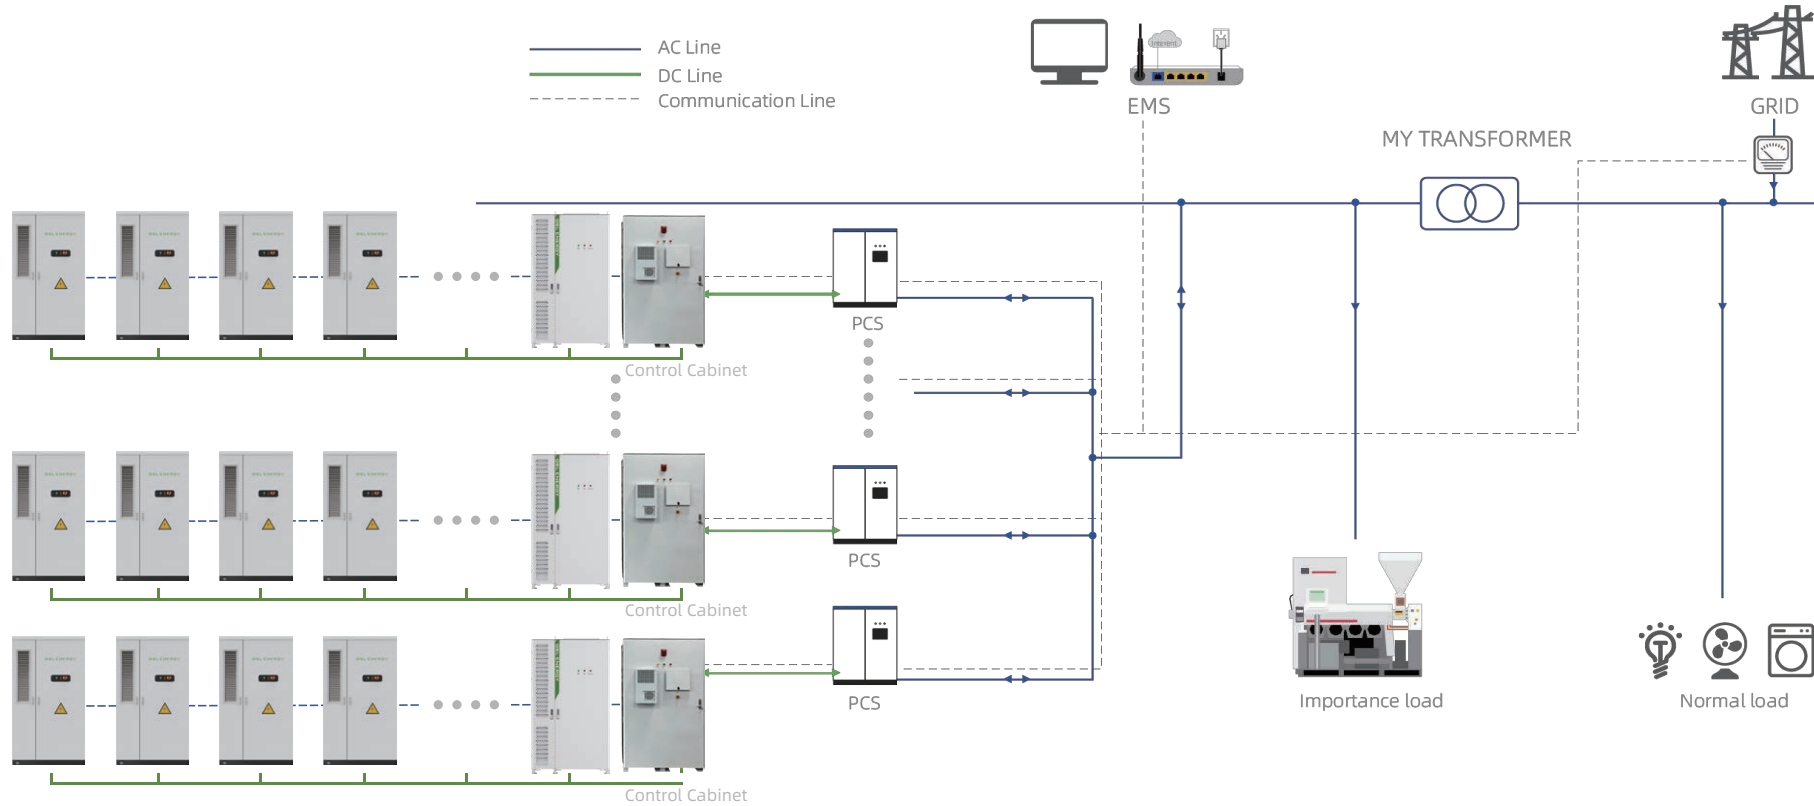 AC Line
DC Line
Communication Line
Internet
EMS
GRID
MY TRANSFORMER
PCS
Control Cabinet
PCS
Control Cabinet
PCS
Importance load
Normal load
Control Cabinet